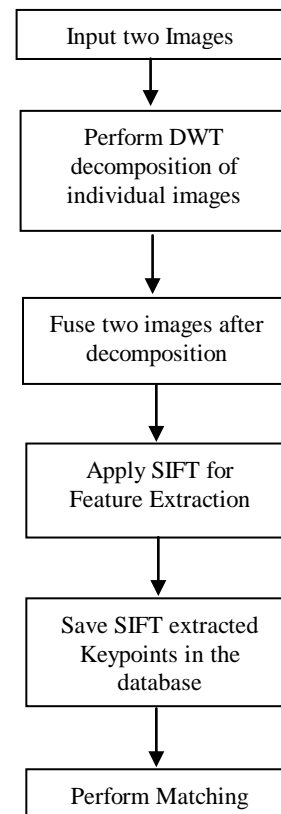 Input two Images
Perform DWT
decomposition of
individual images
Fuse two images after
decomposition
Apply SIFT for
Feature Extraction
Save SIFT extracted
Keypoints in the
database
Perform Matching